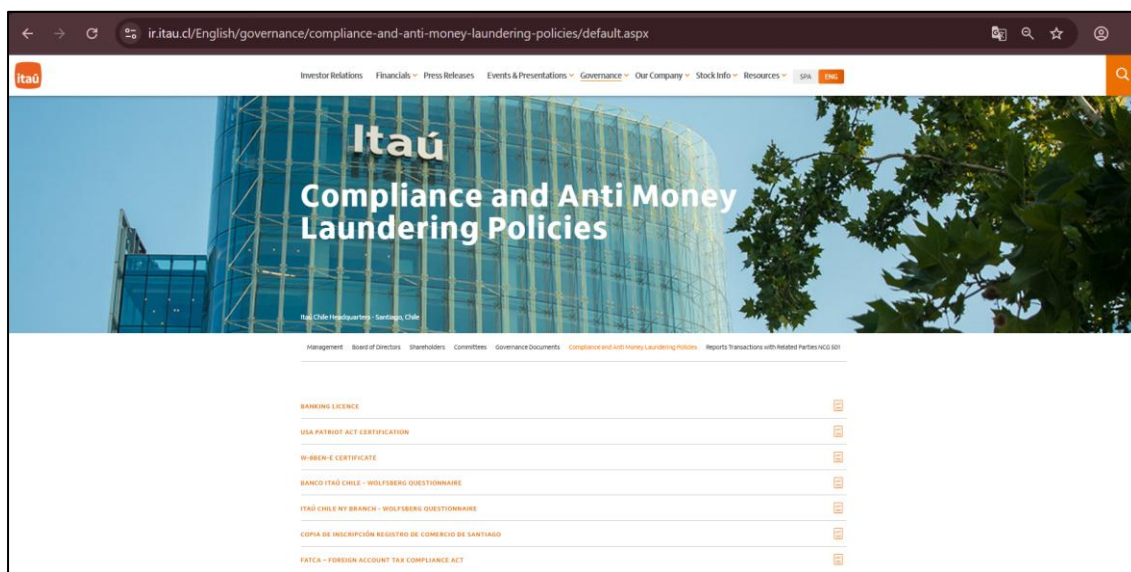 ir.itau.cl/English/governance/compliance-and-anti-money-laundering-policies/default.aspx
itaú
Investor Relations Financials Press Releases Events & Presentations Governance Our Company Stock Info Resources SPA ENG
Itaú
Compliance and Anti Money
Laundering Policies
Itaú Chile Headquarters - Santiago, Chile
Management Board of Directors Shareholders Committees Governance Documents Compliance and Anti Money Laundering Policies Reports Transactions with Related Parties NCG 501
BANKING LICENCE
USA PATRIOT ACT CERTIFICATION
W-8BEN-E CERTIFICATE
BANCO ITAÚ CHILE - WOLFSBERG QUESTIONNAIRE
ITAÚ CHILE NY BRANCH - WOLFSBERG QUESTIONNAIRE
COPIA DE INSCRIPCIÓN REGISTRO DE COMERCIO DE SANTIAGO
FATCA – FOREIGN ACCOUNT TAX COMPLIANCE ACT